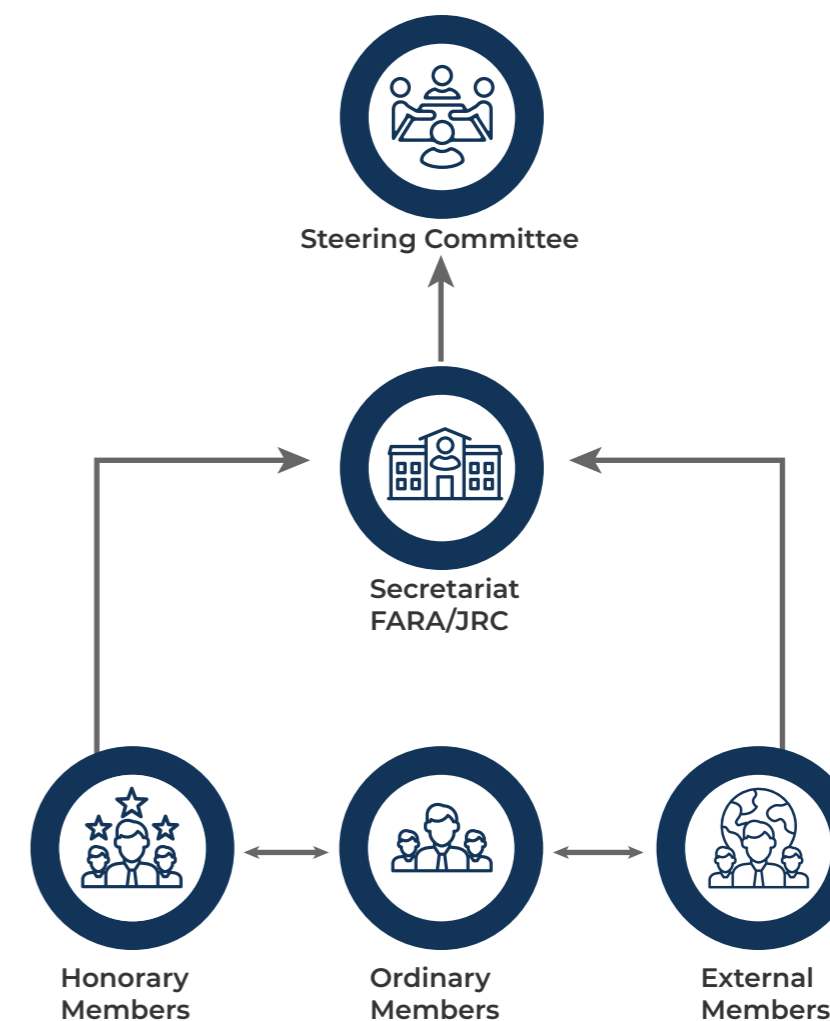 Steering Committee
Secretariat
FARA/JRC
Honorary
Members
Ordinary
Members
External
Members